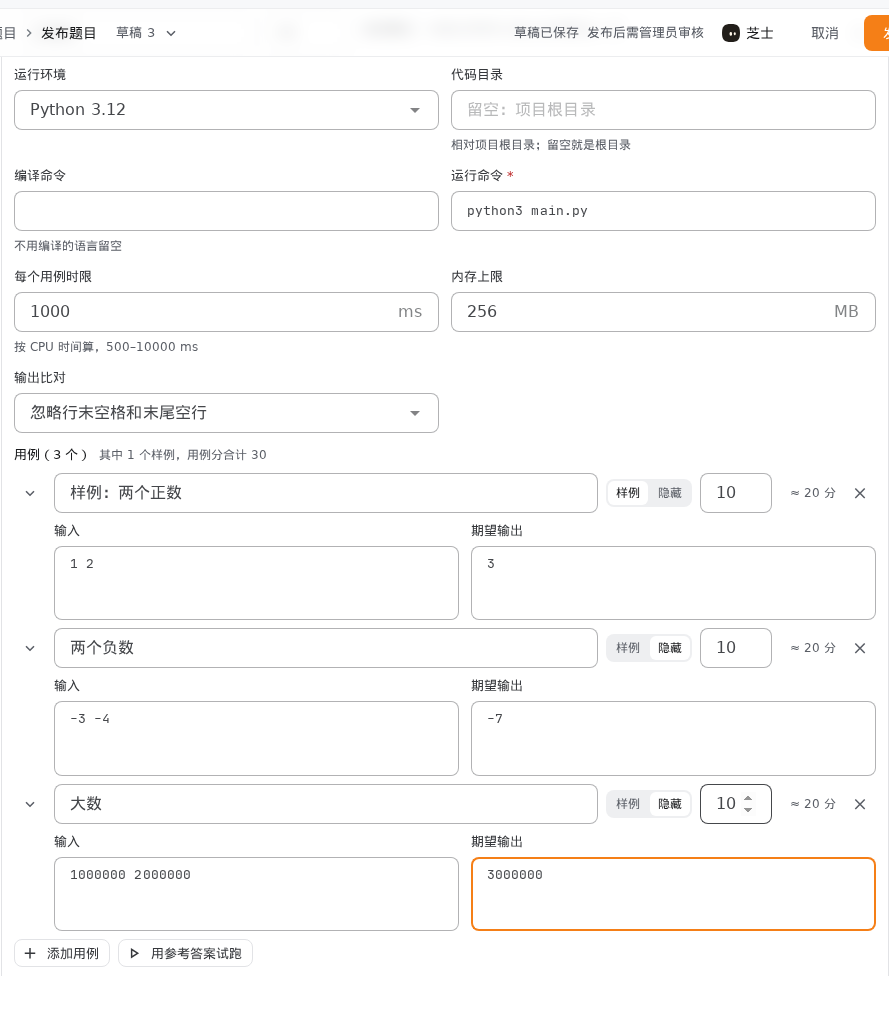 题目 › 发布题目 草稿 3 草稿已保存 发布后需管理员审核 芝士 取消
运行环境 代码目录
Python 3.12 留空：项目根目录
相对项目根目录；留空就是根目录
编译命令 运行命令 *
python3 main.py
不用编译的语言留空
每个用例时限 内存上限
1000 ms 256 MB
按 CPU 时间算，500–10000 ms
输出比对
忽略行末空格和末尾空行
用例（3 个） 其中 1 个样例，用例分合计 30
样例：两个正数 样例 隐藏 10 ≈ 20 分
输入 期望输出
1 2 3
两个负数 样例 隐藏 10 ≈ 20 分
输入 期望输出
-3 -4 -7
大数 样例 隐藏 10 ≈ 20 分
输入 期望输出
1000000 2000000 3000000
添加用例 用参考答案试跑